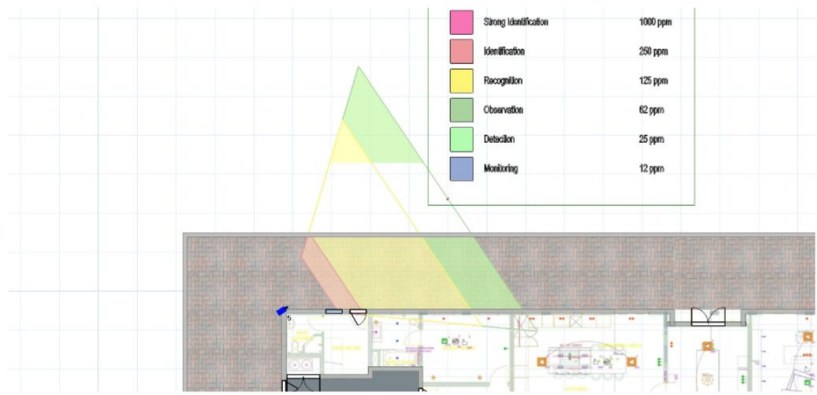 Strong Identification 1000 ppm
Identification 250 ppm
Recognition 125 ppm
Observation 62 ppm
Detection 25 ppm
Monitoring 12 ppm
5